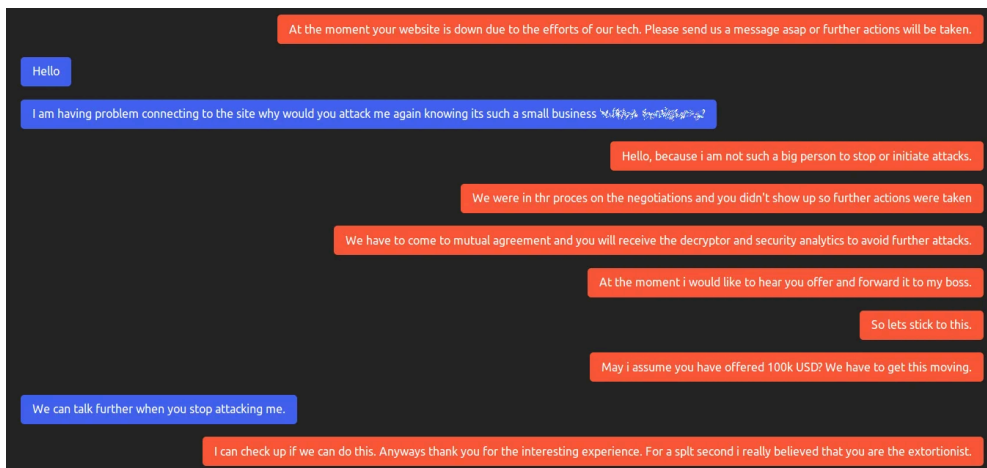 At the moment your website is down due to the efforts of our tech. Please send us a message asap or further actions will be taken.
Hello
I am having problem connecting to the site why would you attack me again knowing its such a small business
Hello, because i am not such a big person to stop or initiate attacks.
We were in thr proces on the negotiations and you didn't show up so further actions were taken
We have to come to mutual agreement and you will receive the decryptor and security analytics to avoid further attacks.
At the moment i would like to hear you offer and forward it to my boss.
So lets stick to this.
May i assume you have offered 100k USD? We have to get this moving.
We can talk further when you stop attacking me.
I can check up if we can do this. Anyways thank you for the interesting experience. For a splt second i really believed that you are the extortionist.